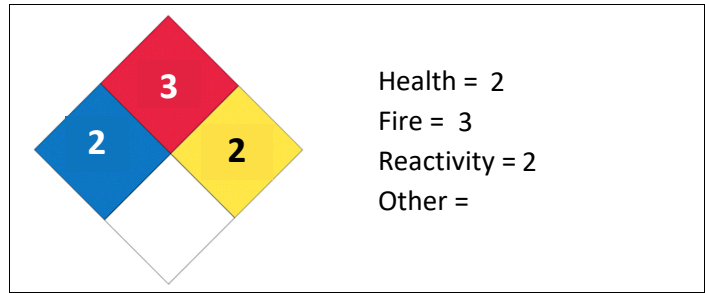 3
2 2
Health = 2
Fire = 3
Reactivity = 2
Other =